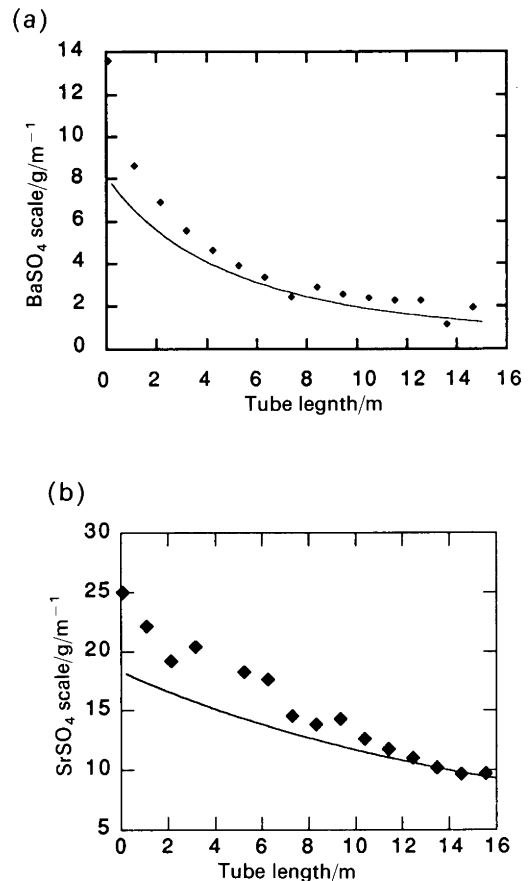 (a)
14
12
10
8
6
4
2
0
BaSO₄ scale/g/m⁻¹
0 2 4 6 8 10 12 14 16
Tube legnth/m
(b)
30
25
20
15
10
5
SrSO₄ scale/g/m⁻¹
0 2 4 6 8 10 12 14 16
Tube length/m